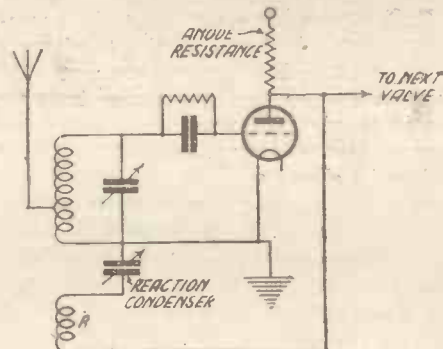 ANODE
RESISTANCE
TO NEXT
VALVE
REACTION
CONDENSER
R